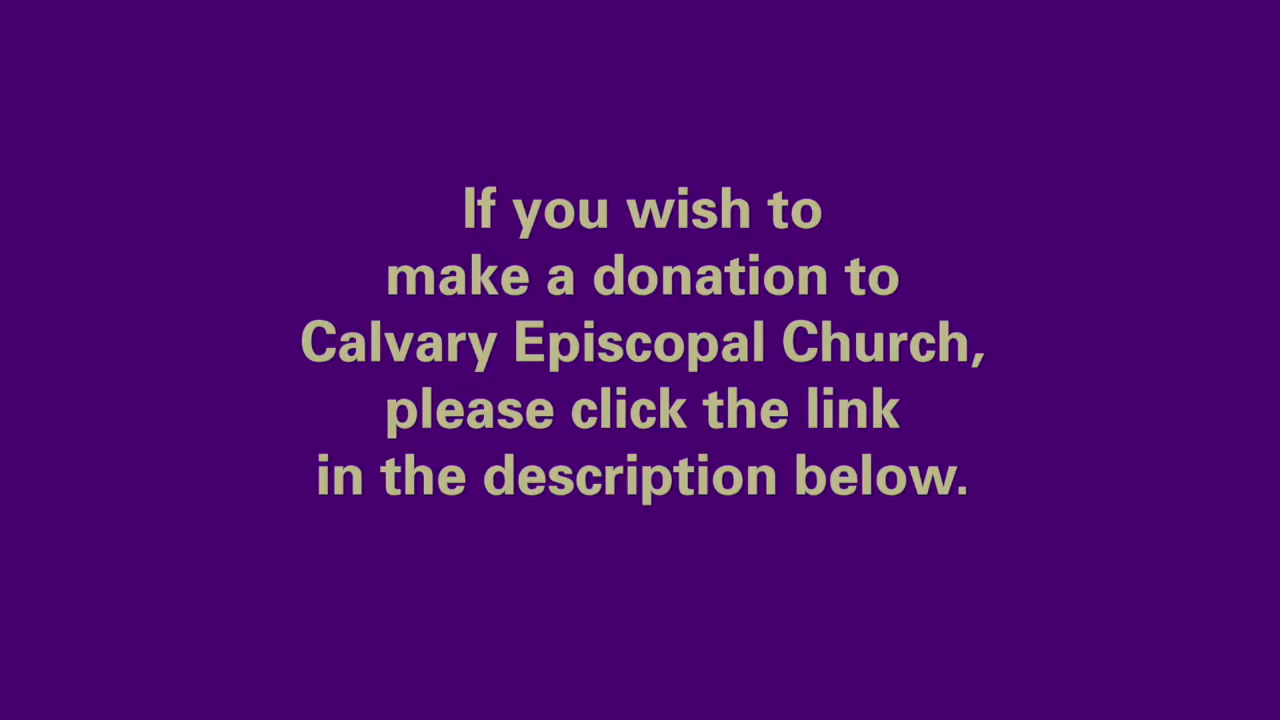 If you wish to
make a donation to
Calvary Episcopal Church,
please click the link
in the description below.